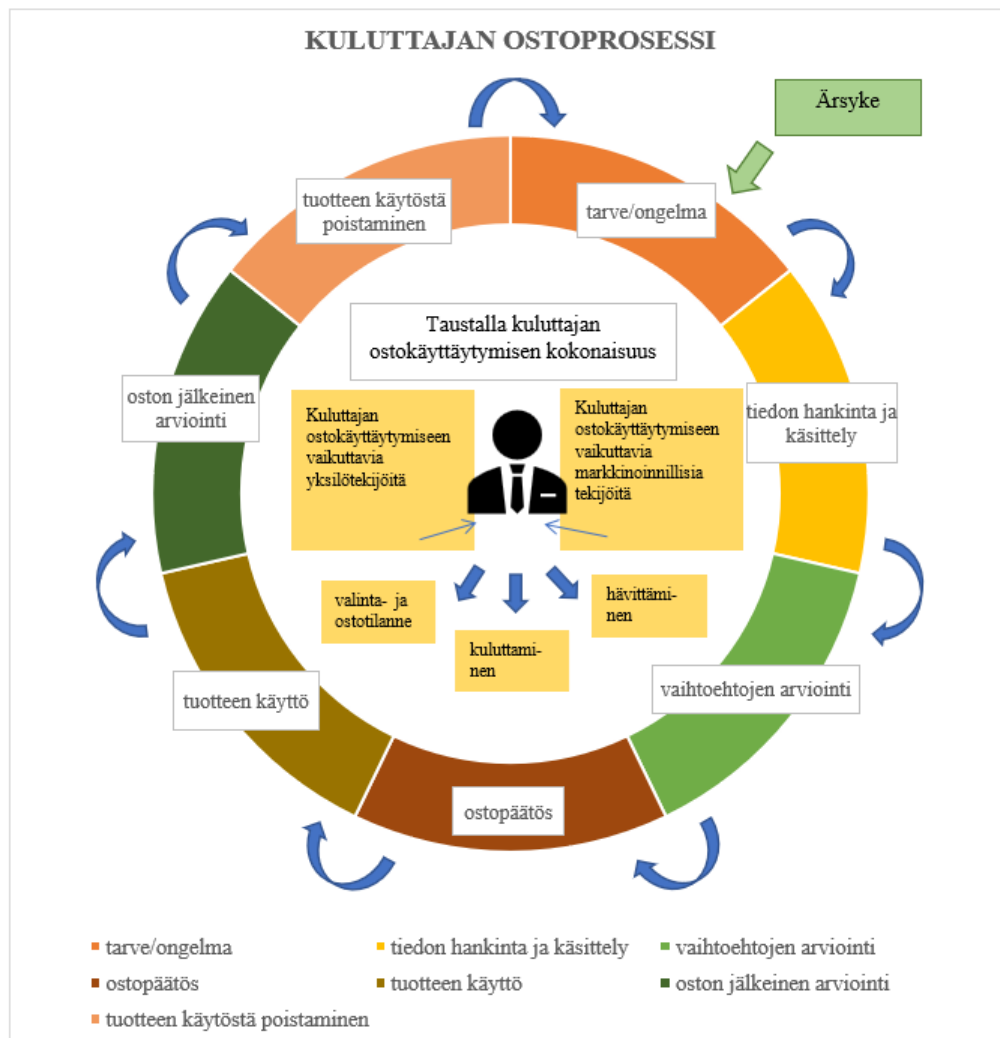 KULUTTAJAN OSTOPROSESSI
Ärsyke
tuotteen käytöstä
poistaminen
tarve/ongelma
Taustalla kuluttajan
ostokäyttäytymisen kokonaisuus
oston jälkeinen
arviointi
tiedon hankinta ja
käsittely
Kuluttajan
ostokäyttäytymiseen
vaikuttavia
yksilötekijöitä
Kuluttajan
ostokäyttäytymiseen
vaikuttavia
markkinoinnillisia
tekijöitä
valinta- ja
ostotilanne
kuluttami-
nen
hävittämi-
nen
tuotteen käyttö
vaihtoehtojen arviointi
ostopäätös
tarve/ongelma
tiedon hankinta ja käsittely
vaihtoehtojen arviointi
ostopäätös
tuotteen käyttö
oston jälkeinen arviointi
tuotteen käytöstä poistaminen